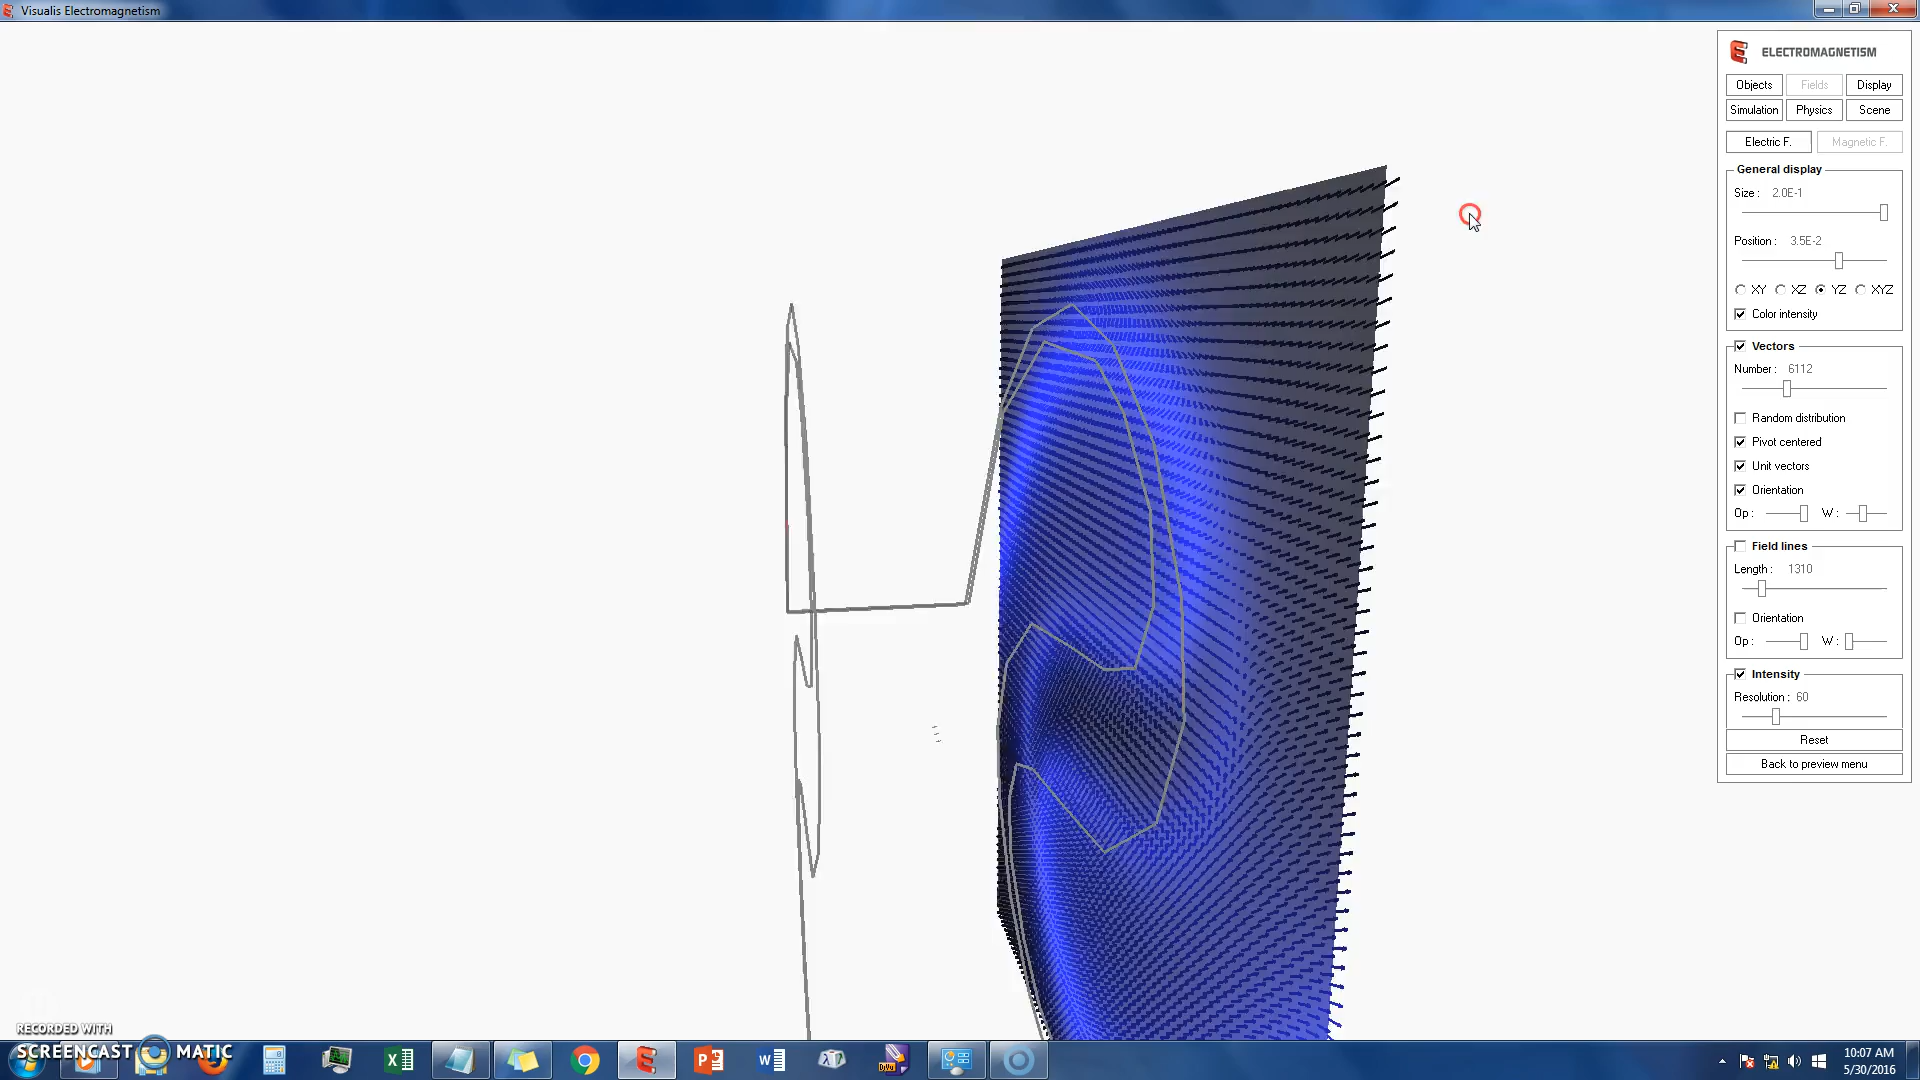 Visualis Electromagnetism
ELECTROMAGNETISM
Objects Fields Display
Simulation Physics Scene
Electric F. Magnetic F.
General display
Size : 2.0E-1
Position : 3.5E-2
XY XZ YZ XYZ
Color intensity
Vectors
Number : 6112
Random distribution
Pivot centered
Unit vectors
Orientation
Op : W :
Field lines
Length : 1310
Orientation
Op : W :
Intensity
Resolution : 60
Reset
Back to preview menu
RECORDED WITH
SCREENCAST MATIC
10:07 AM
5/30/2016